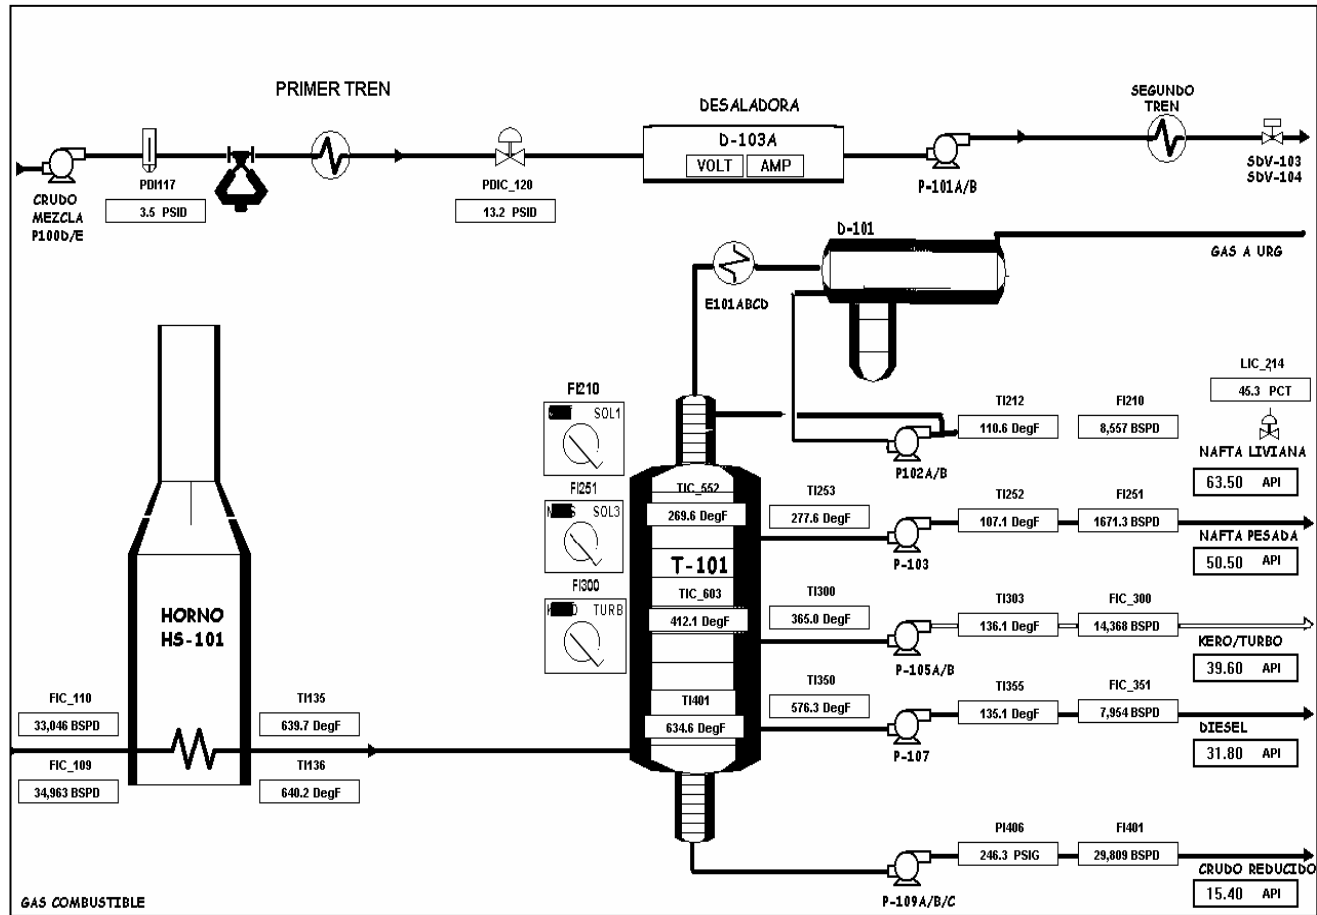 PRIMER TREN
DESALADORA
SEGUNDO
TREN
D-103A
VOLT
AMP
PDI117
3.5 PSID
PDIC_120
13.2 PSID
P-101A/B
SDV-103
SDV-104
CRUDO
MEZCLA
P100D/E
D-101
GAS A URG
E101ABCD
LIC_214
45.3 PCT
FI210
SOL1
TI212
110.6 DegF
FI210
8,557 BSPD
P102A/B
NAFTA LIVIANA
63.50 API
FI251
SOL3
TIC_552
269.6 DegF
TI253
277.6 DegF
TI252
107.1 DegF
FI251
1671.3 BSPD
P-103
NAFTA PESADA
50.50 API
T-101
FI300
TURB
TIC_603
412.1 DegF
TI300
365.0 DegF
TI303
136.1 DegF
FIC_300
14,368 BSPD
P-105A/B
KERO/TURBO
39.60 API
HORNO
HS-101
TI401
634.6 DegF
TI350
576.3 DegF
TI355
135.1 DegF
FIC_351
7,954 BSPD
P-107
DIESEL
31.80 API
FIC_110
33,046 BSPD
TI135
639.7 DegF
FIC_109
34,963 BSPD
TI136
640.2 DegF
PI406
246.3 PSIG
FI401
29,809 BSPD
P-109A/B/C
CRUDO REDUCIDO
15.40 API
GAS COMBUSTIBLE